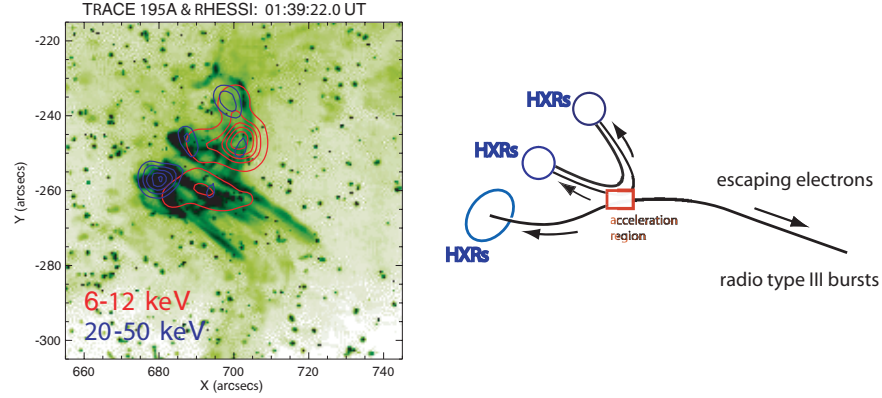 TRACE 195A & RHESSI: 01:39:22.0 UT
-220
-240
-260
-280
-300
Y (arcsecs)
6-12 keV
20-50 keV
660
680
700
720
740
X (arcsecs)
HXRs
HXRs
HXRs
acceleration
region
escaping electrons
radio type III bursts